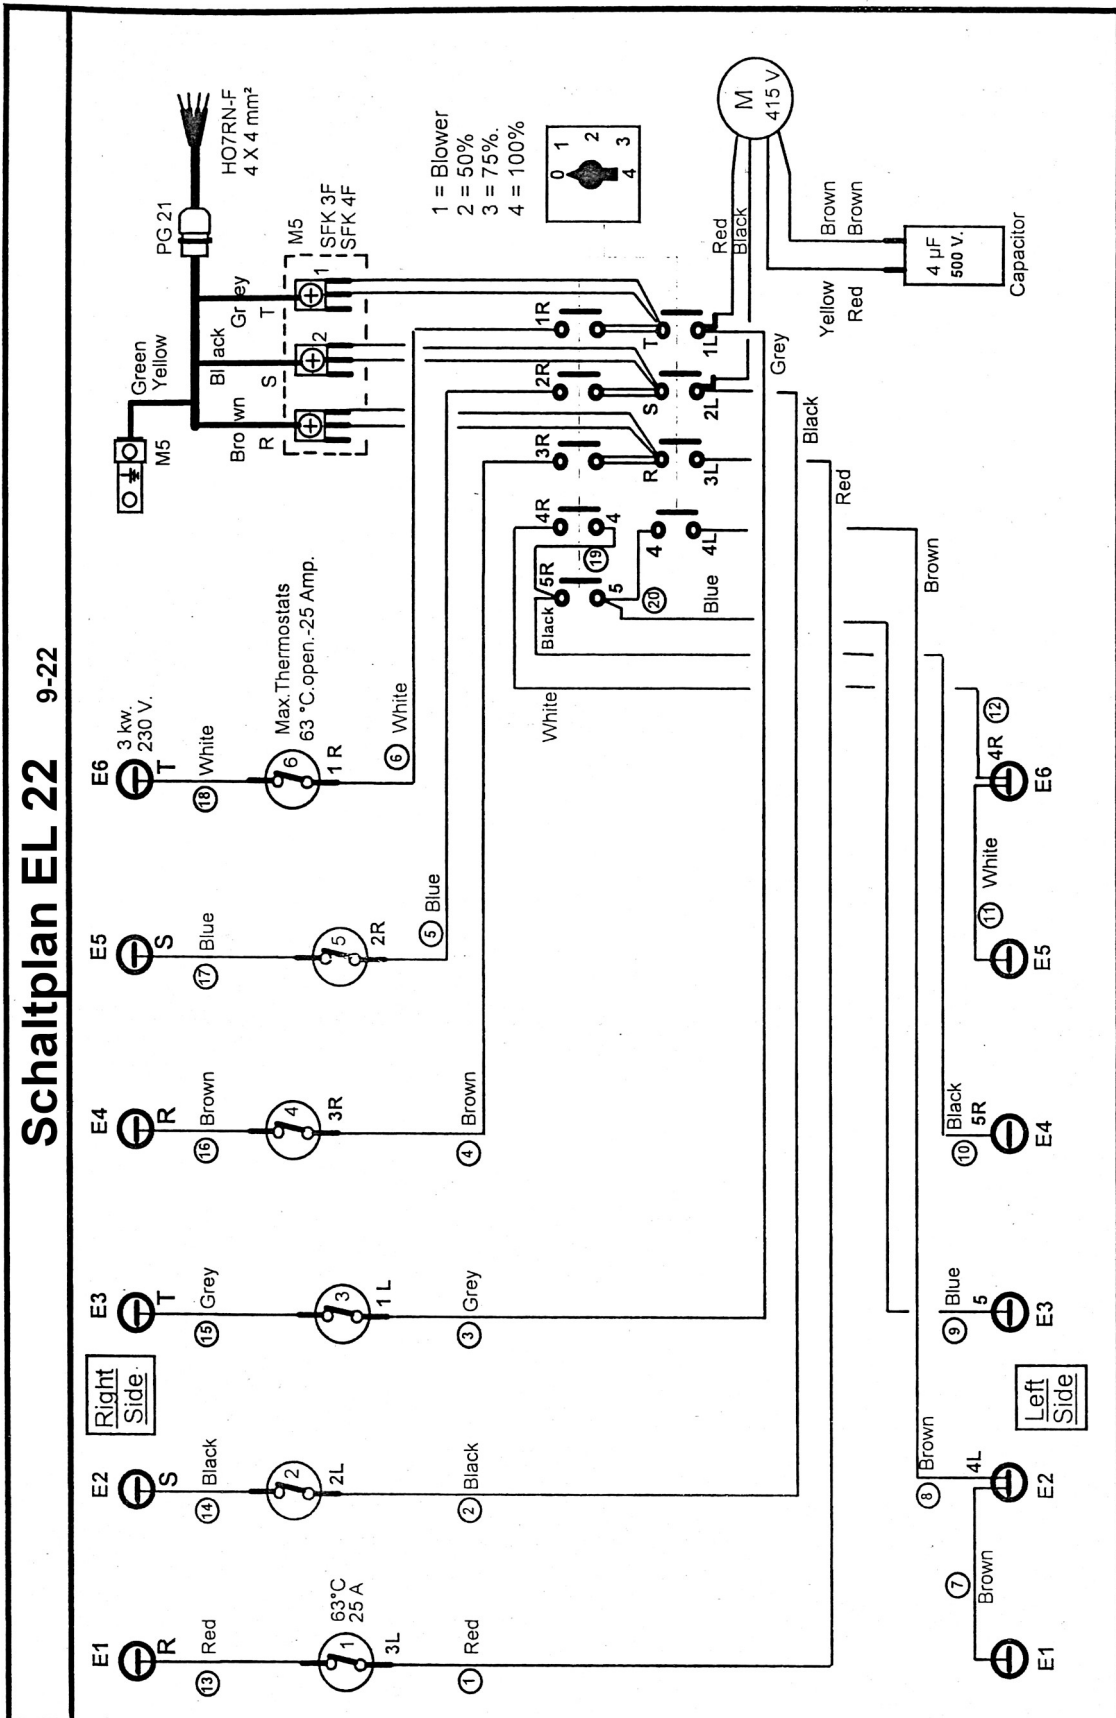 Schaltplan EL 22
9-22
Right
Side
E1
R
13
Red
63°C
25 A
1
3L
1
Red
E2
S
14
Black
2
2L
2
Black
E3
T
15
Grey
3
1 L
3
Grey
E4
R
16
Brown
4
3R
4
Brown
E5
S
17
Blue
5
2R
5
Blue
E6
3 kw.
230 V.
T
18
White
Max.Thermostats
63 °C.open.-25 Amp.
6
1 R
6
White
Green
Yellow
M5
PG 21
HO7RN-F
4 X 4 mm²
Brown
Black
Grey
R
S
T
2
1
M5
SFK 3F
SFK 4F
1 = Blower
2 = 50%
3 = 75%.
4 = 100%
0
1
2
3
4
5R
4R
3R
2R
1R
White
Black
5
4
19
20
4
R
S
T
Blue
4L
3L
2L
1L
Red
Black
M
415 V
Grey
Black
Red
Brown
Yellow
Red
Brown
Brown
4 µF
500 V.
Capacitor
Left
Side
7
Brown
8
Brown
4L
9
Blue
5
10
Black
5R
11
White
4R
12
E1
E2
E3
E4
E5
E6